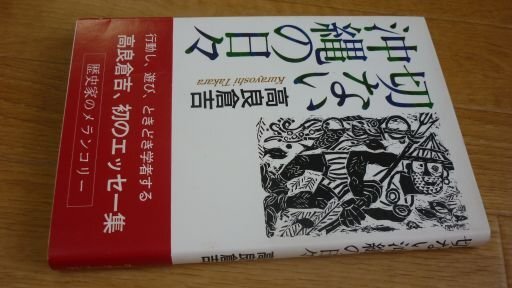 切ない、
沖縄の日々
高良倉吉
Kurayoshi Takara
行動し、遊び ときどき学者する
高良倉吉、初のエッセー集
歴史家のメランコリー
切ない、沖縄の日々
高良倉吉